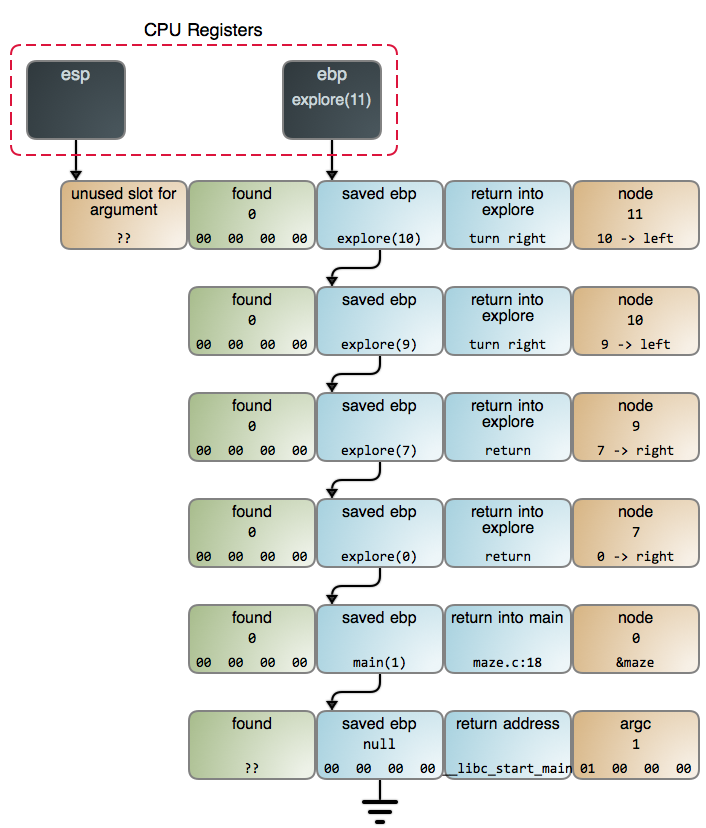 CPU Registers
esp
ebp
explore(11)
unused slot for
argument
??
found
0
00 00 00 00
saved ebp
explore(10)
return into
explore
turn right
node
11
10 -> left
found
0
00 00 00 00
saved ebp
explore(9)
return into
explore
turn right
node
10
9 -> left
found
0
00 00 00 00
saved ebp
explore(7)
return into
explore
return
node
9
7 -> right
found
0
00 00 00 00
saved ebp
explore(0)
return into
explore
return
node
7
0 -> right
found
0
00 00 00 00
saved ebp
main(1)
return into main
maze.c:18
node
0
&maze
found
??
saved ebp
null
00 00 00 00
return address
__libc_start_main
argc
1
01 00 00 00